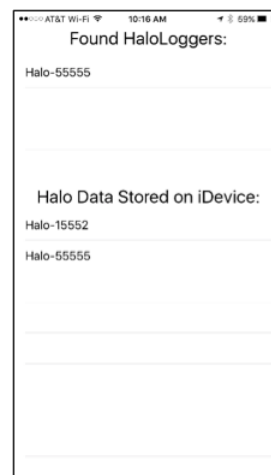 AT&T Wi-Fi 10:16 AM 59%
Found HaloLoggers:
Halo-55555
Halo Data Stored on iDevice:
Halo-15552
Halo-55555